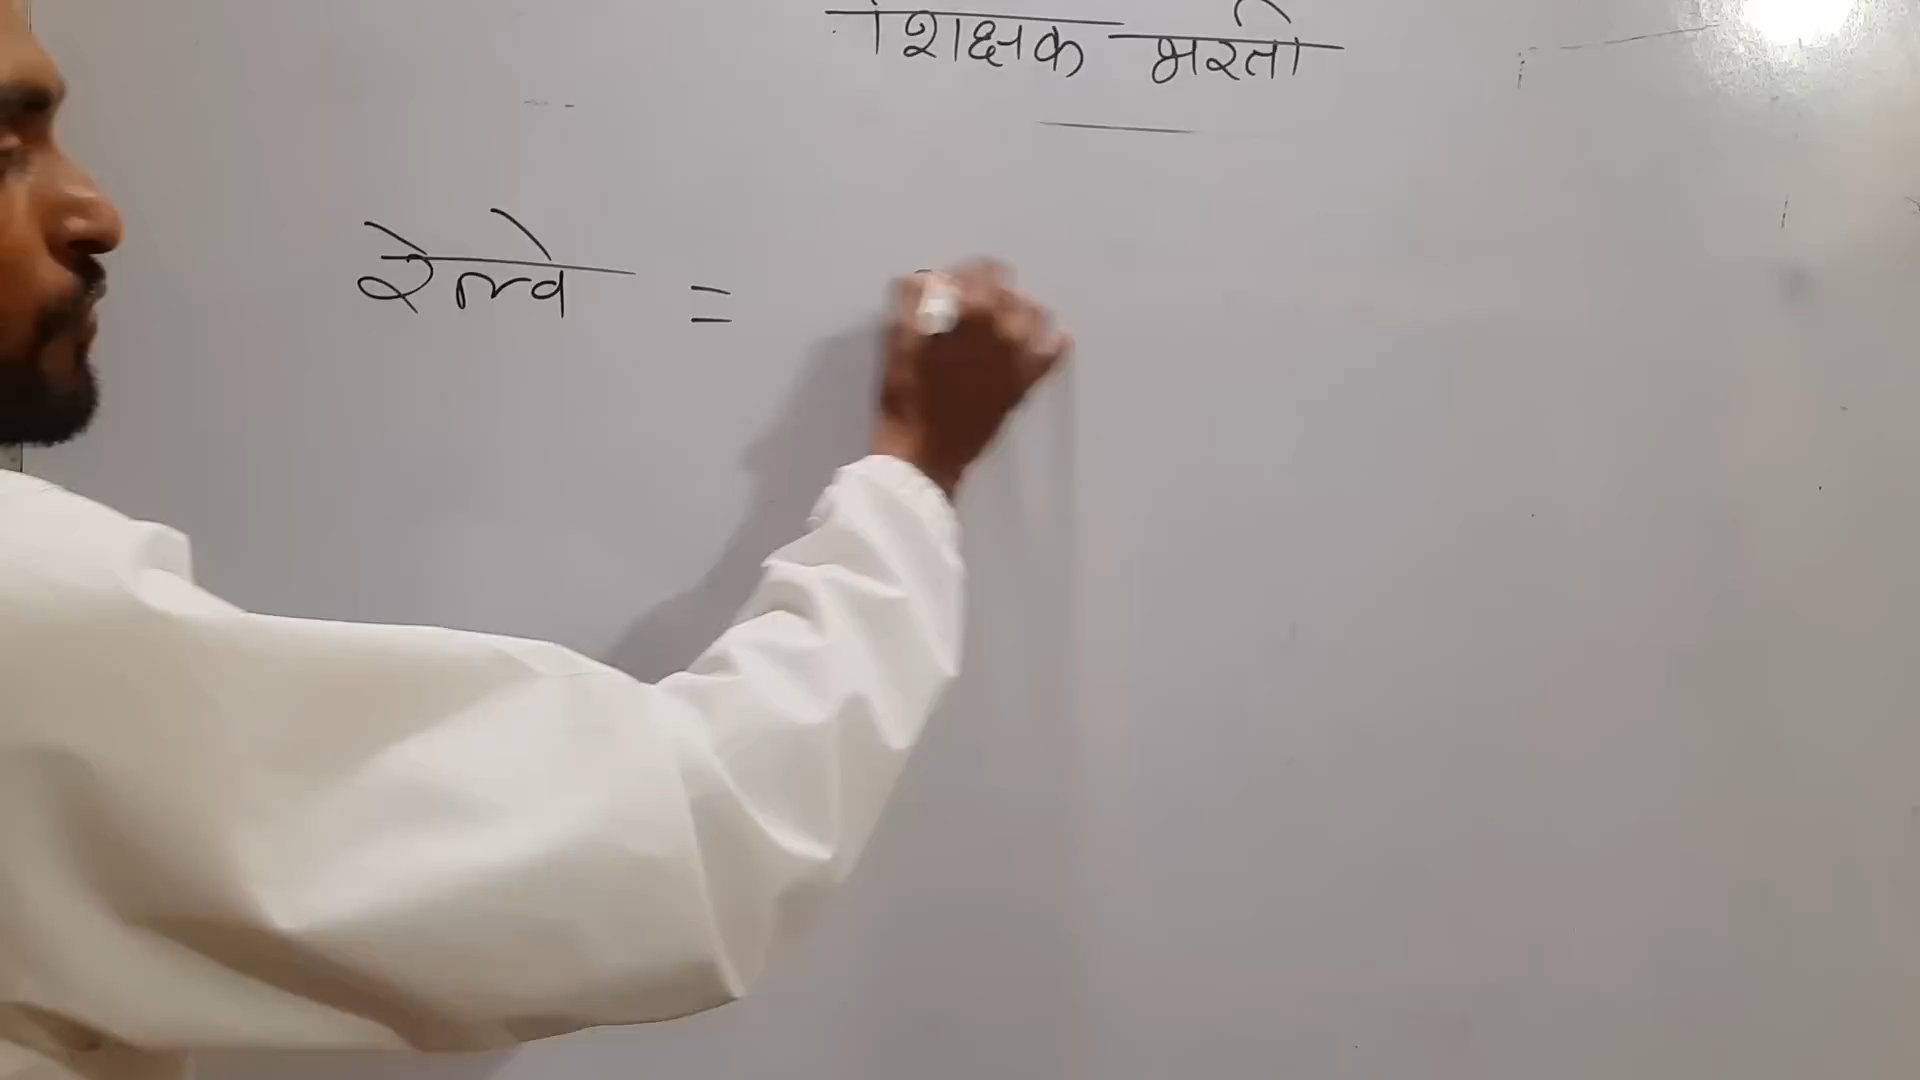 शिक्षक भरती
रेल्वे =